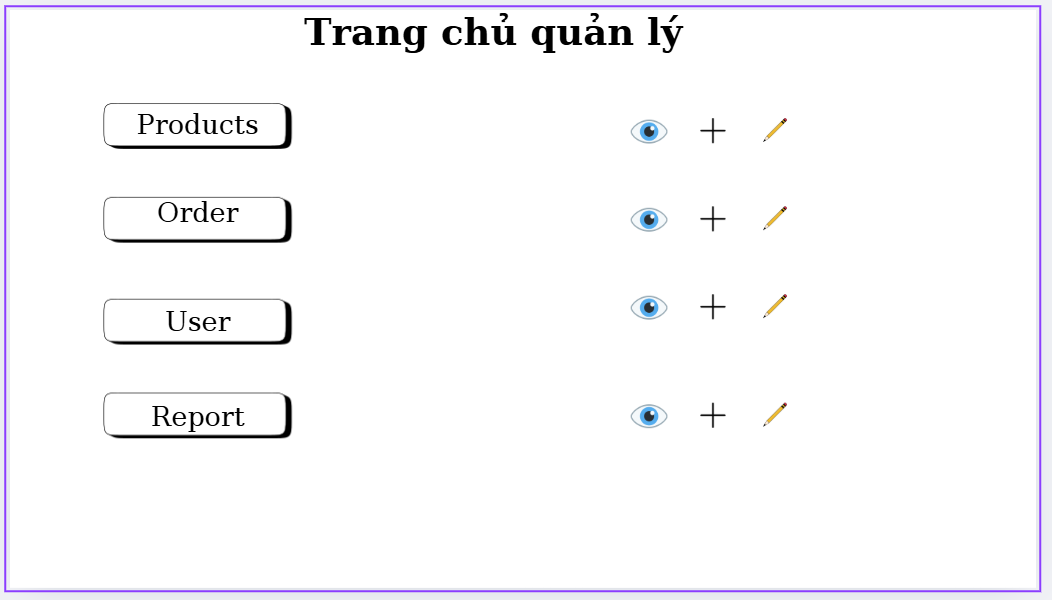 Trang chủ quản lý
Products
Order
User
Report